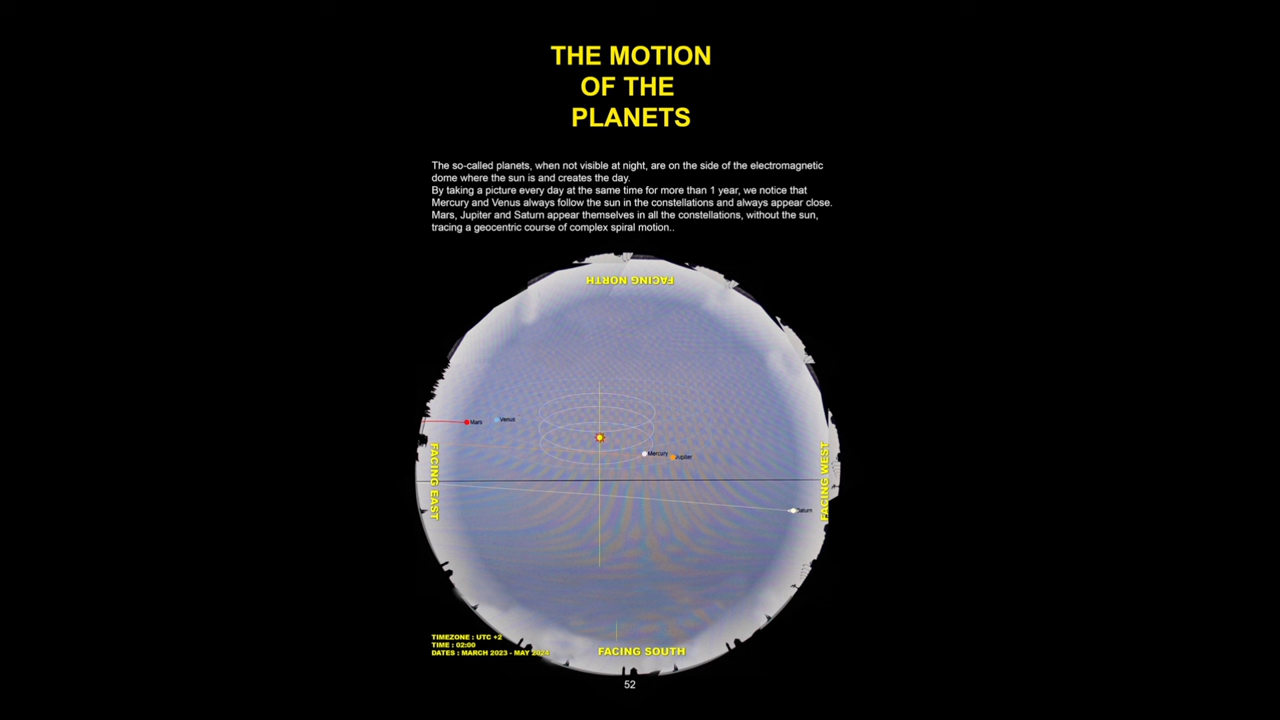 THE MOTION
OF THE
PLANETS
The so-called planets, when not visible at night, are on the side of the electromagnetic
dome where the sun is and creates the day.
By taking a picture every day at the same time for more than 1 year, we notice that
Mercury and Venus always follow the sun in the constellations and always appear close.
Mars, Jupiter and Saturn appear themselves in all the constellations, without the sun,
tracing a geocentric course of complex spiral motion..
FACING NORTH
Mars
Venus
Mercury
Jupiter
FACING EAST
FACING WEST
Saturn
TIMEZONE : UTC +2
TIME : 02:00
DATES : MARCH 2023 - MAY 2024
FACING SOUTH
52